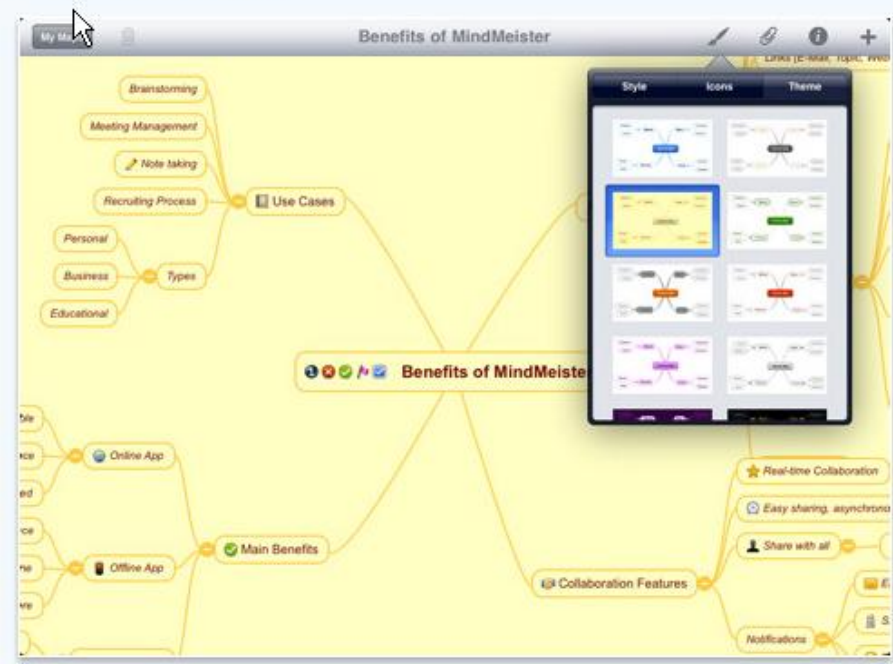 My Ma
Benefits of MindMeister
Links [E-Mail, Topic, Web
Style
Icons
Theme
Brainstorming
Meeting Management
Note taking
Recruiting Process
Use Cases
Personal
Business
Educational
Types
Benefits of MindMeiste
Online App
Offline App
Main Benefits
Real-time Collaboration
Easy sharing, asynchrono
Share with all
Collaboration Features
Notifications